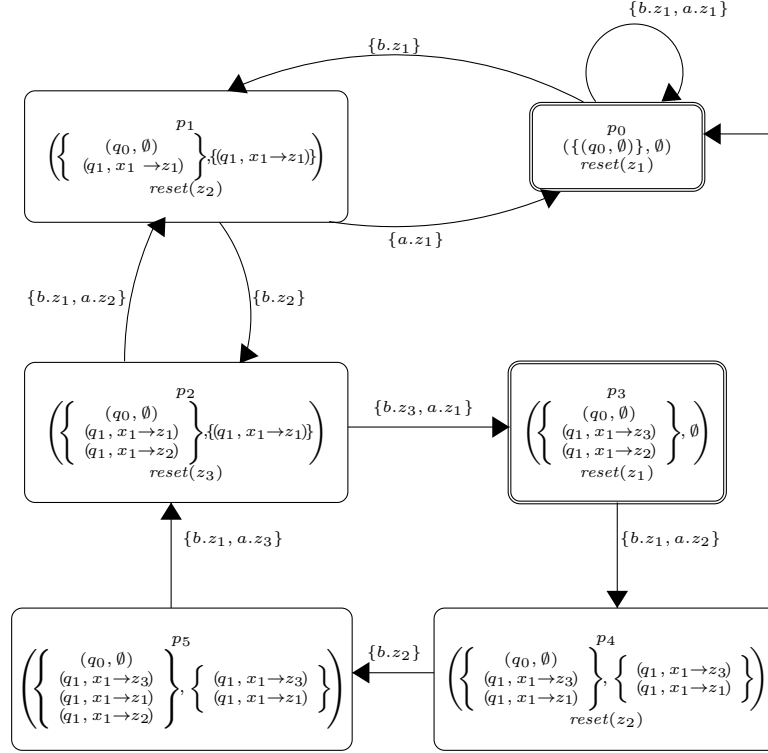 {b.z₁, a.z₁}
{b.z₁}
p₁
({ (q₀, ∅)
(q₁, x₁ →z₁) },{(q₁, x₁→z₁)})
reset(z₂)
p₀
({(q₀, ∅)}, ∅)
reset(z₁)
{a.z₁}
{b.z₁, a.z₂}
{b.z₂}
p₂
({ (q₀, ∅)
(q₁, x₁→z₁)
(q₁, x₁→z₂) },{(q₁, x₁→z₁)})
reset(z₃)
{b.z₃, a.z₁}
p₃
({ (q₀, ∅)
(q₁, x₁→z₃)
(q₁, x₁→z₂) }, ∅)
reset(z₁)
{b.z₁, a.z₃}
{b.z₁, a.z₂}
p₅
({ (q₀, ∅)
(q₁, x₁→z₃)
(q₁, x₁→z₁)
(q₁, x₁→z₂) }, { (q₁, x₁→z₃)
(q₁, x₁→z₁) })
{b.z₂}
p₄
({ (q₀, ∅)
(q₁, x₁→z₃)
(q₁, x₁→z₁) }, { (q₁, x₁→z₃)
(q₁, x₁→z₁) })
reset(z₂)